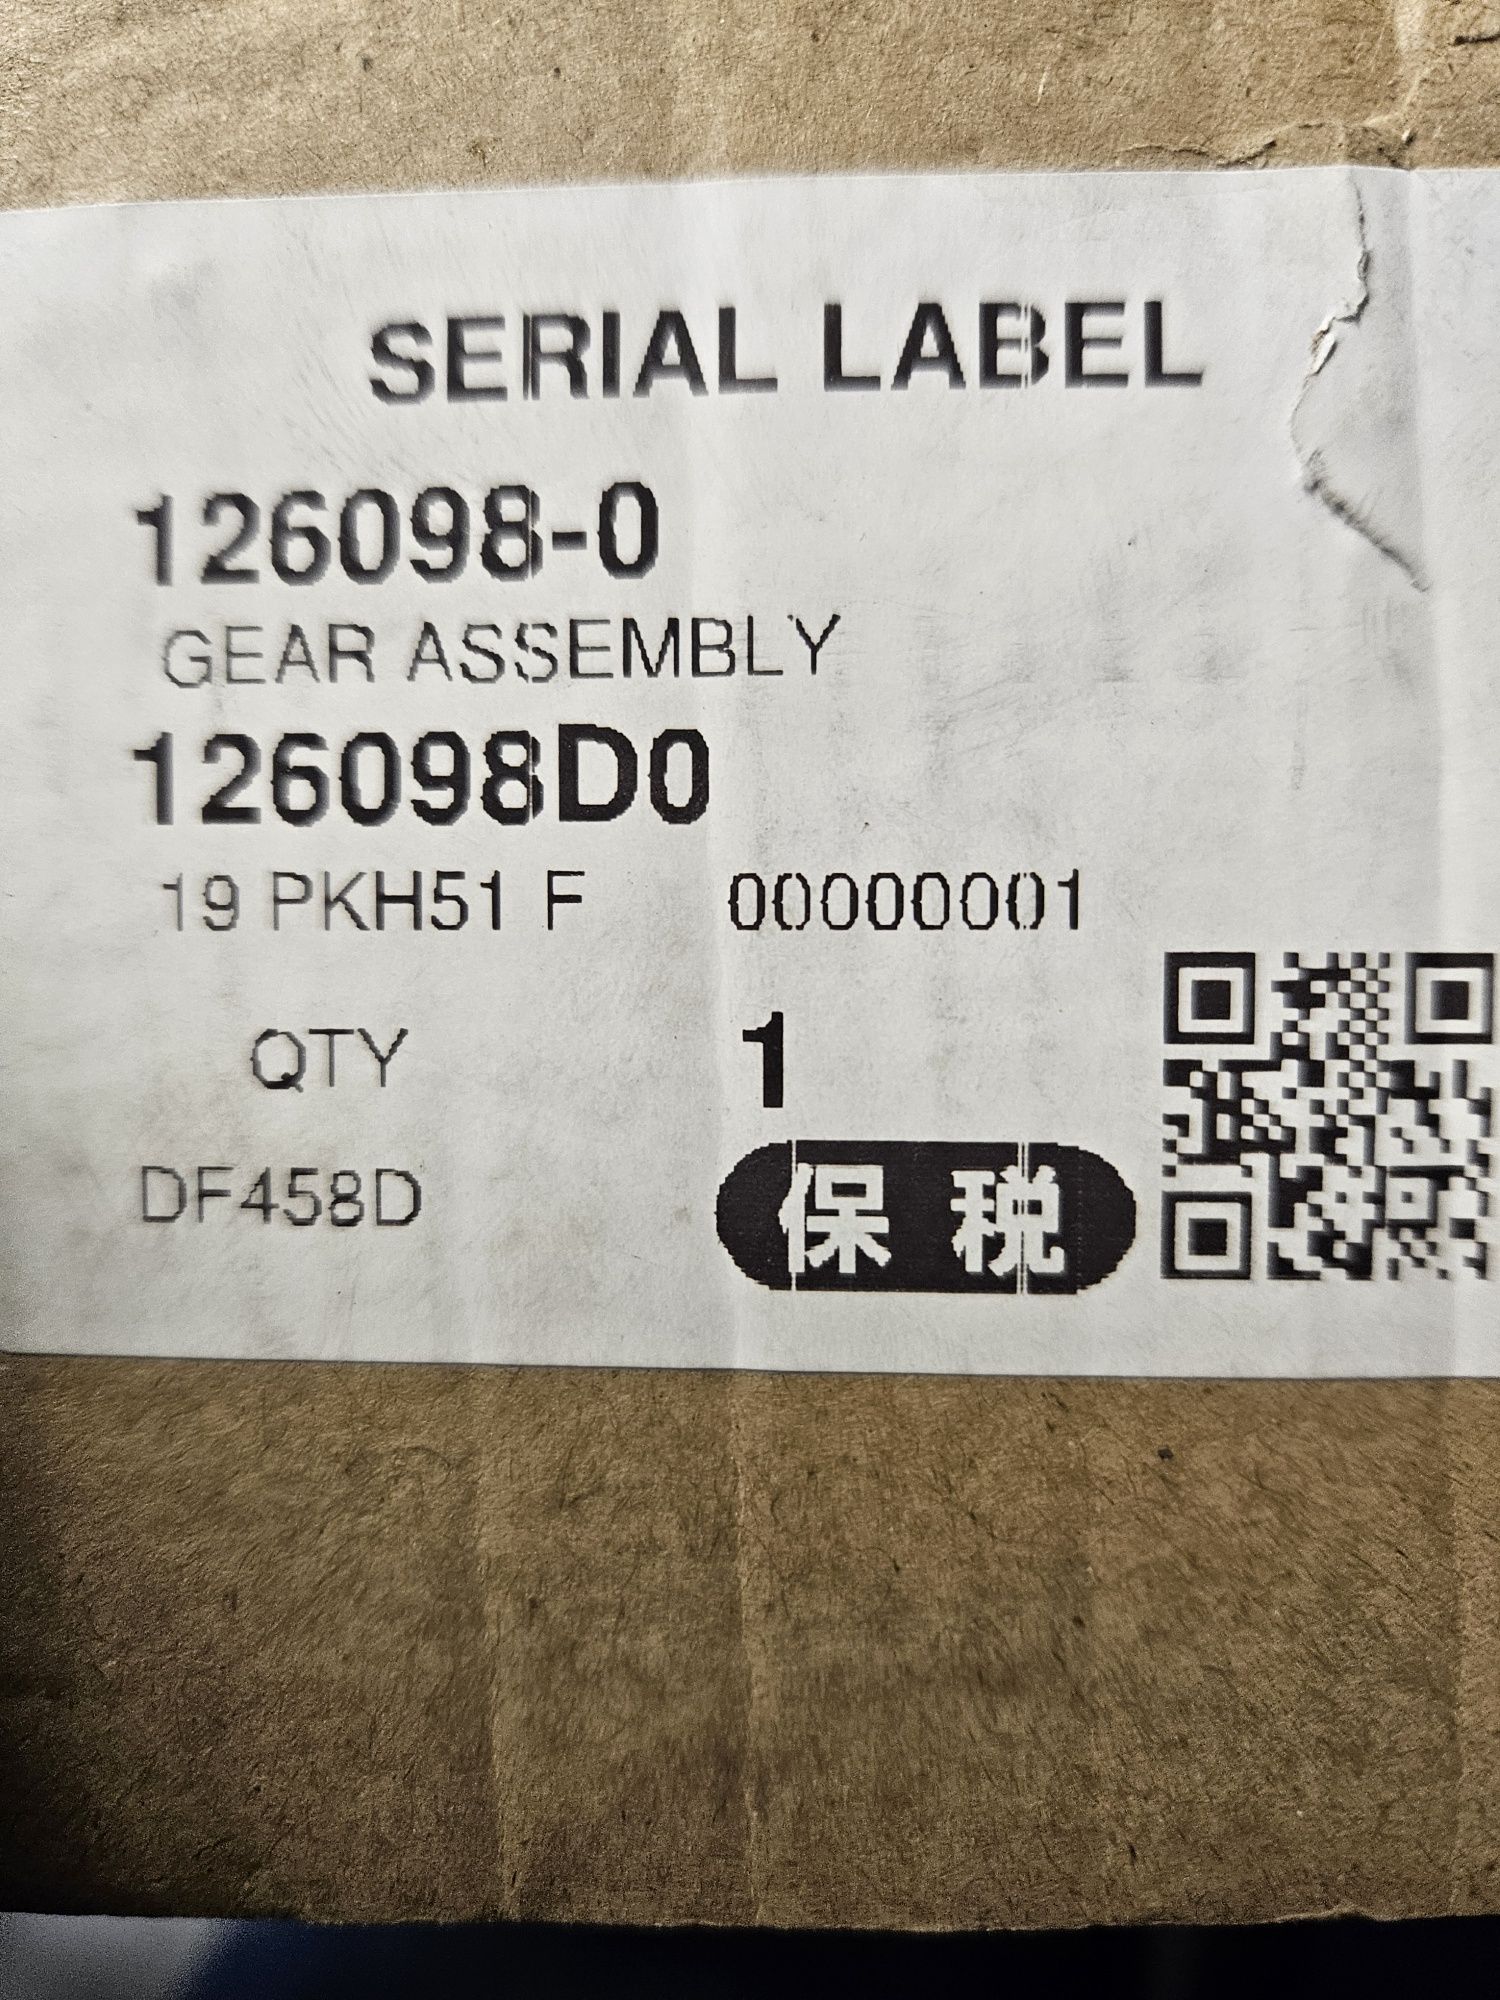 SERIAL LABEL
126098-0
GEAR ASSEMBLY
126098D0
19 PKH51 F 00000001
QTY 1
DF458D 保税